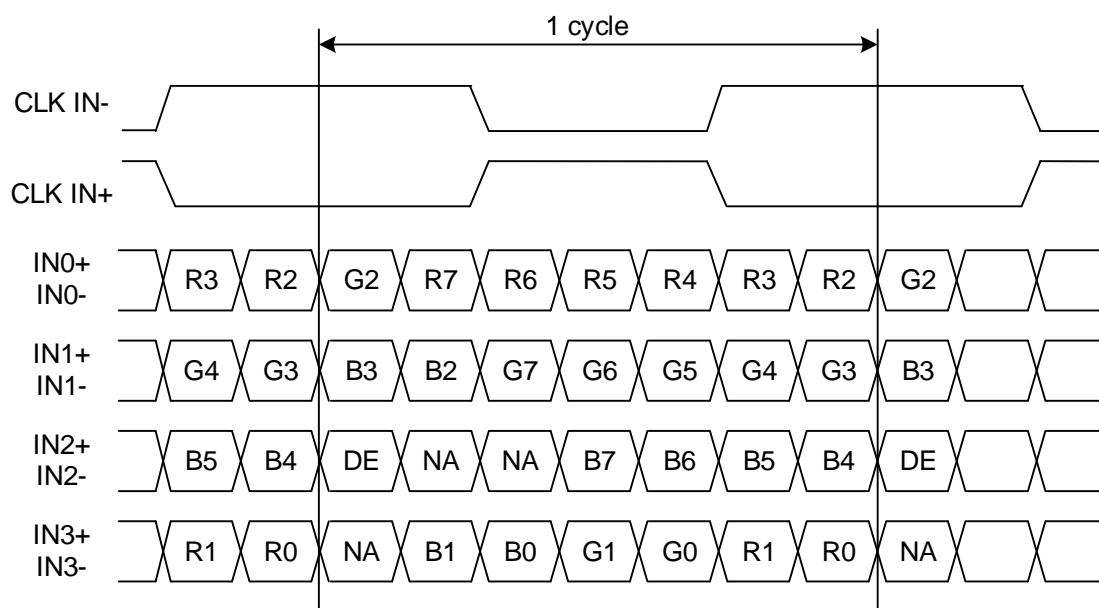 1 cycle
CLK IN-
CLK IN+
IN0+
IN0-
R3 R2 G2 R7 R6 R5 R4 R3 R2 G2
IN1+
IN1-
G4 G3 B3 B2 G7 G6 G5 G4 G3 B3
IN2+
IN2-
B5 B4 DE NA NA B7 B6 B5 B4 DE
IN3+
IN3-
R1 R0 NA B1 B0 G1 G0 R1 R0 NA